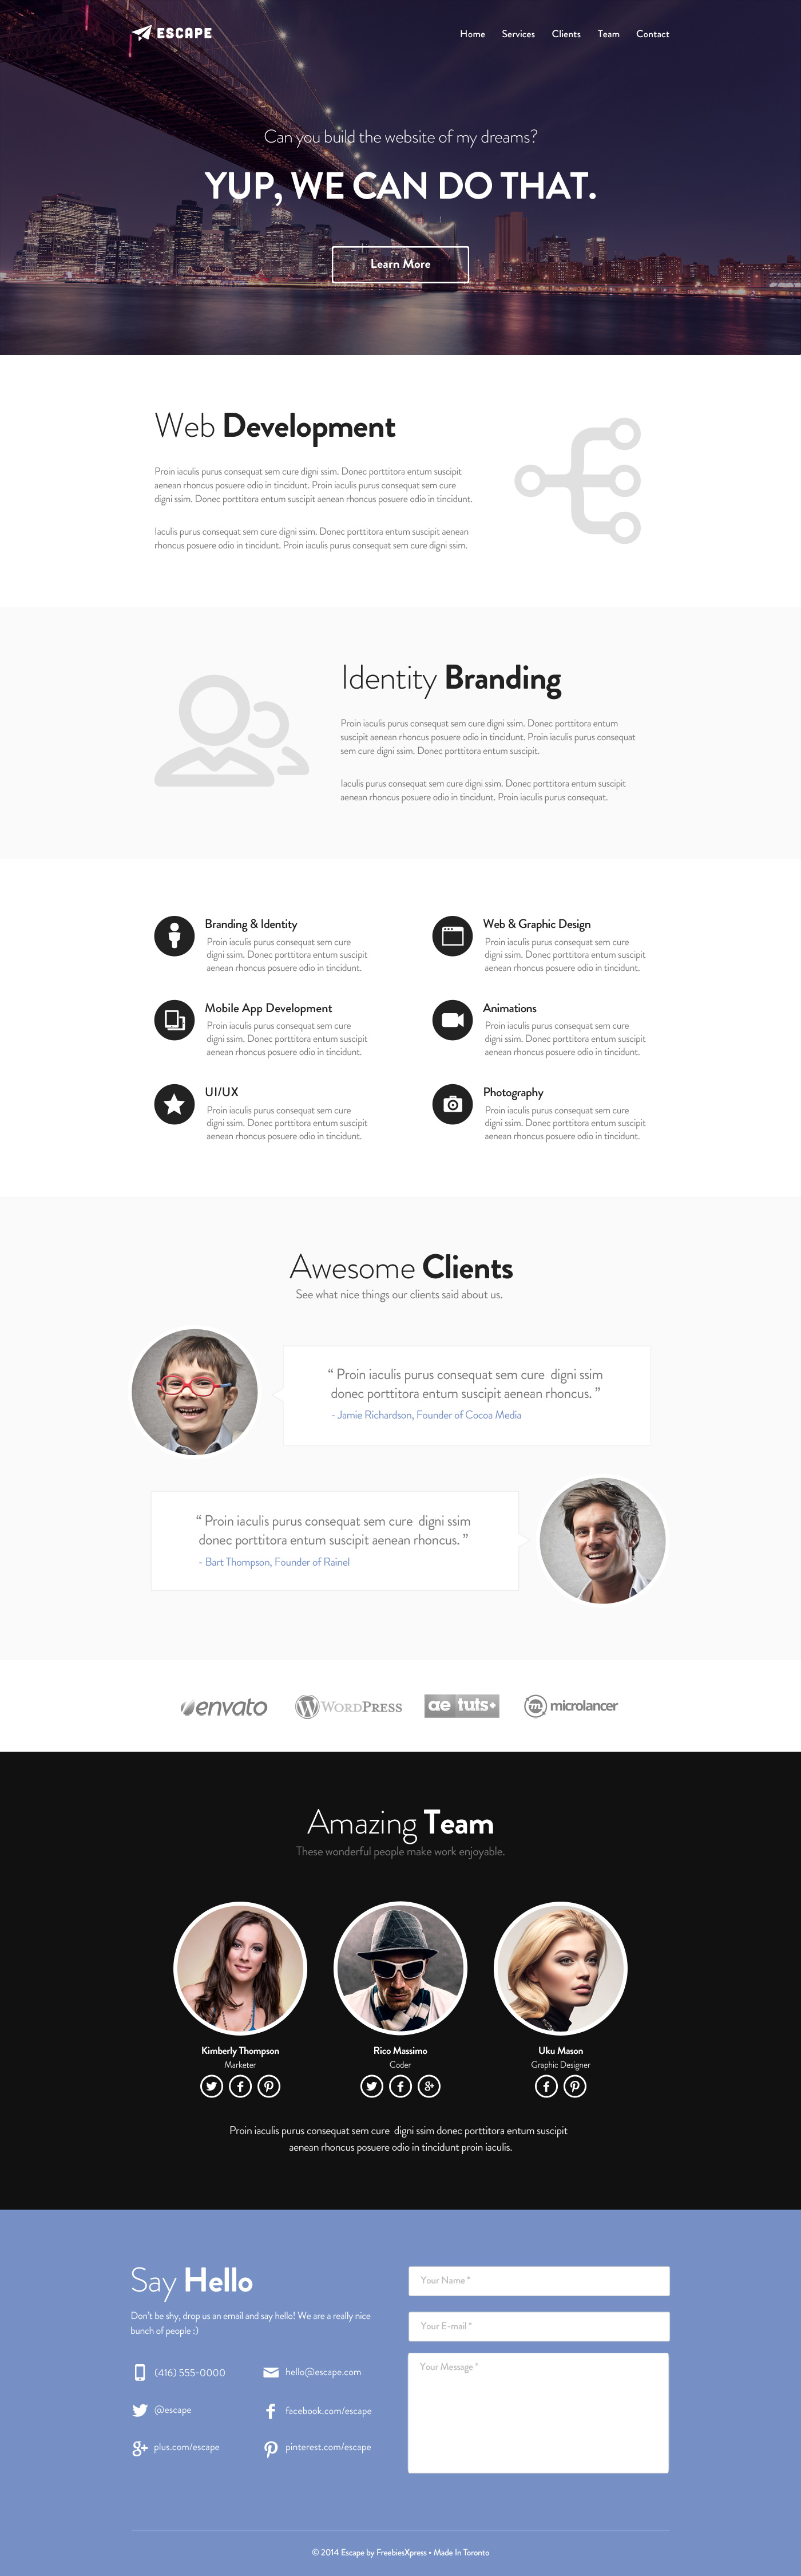 ESCAPE
Home Services Clients Team Contact
Can you build the website of my dreams?
YUP, WE CAN DO THAT.
Learn More
Web Development
Proin iaculis purus consequat sem cure digni ssim. Donec porttitora entum suscipit
aenean rhoncus posuere odio in tincidunt. Proin iaculis purus consequat sem cure
digni ssim. Donec porttitora entum suscipit aenean rhoncus posuere odio in tincidunt.
Iaculis purus consequat sem cure digni ssim. Donec porttitora entum suscipit aenean
rhoncus posuere odio in tincidunt. Proin iaculis purus consequat sem cure digni ssim.
Identity Branding
Proin iaculis purus consequat sem cure digni ssim. Donec porttitora entum
suscipit aenean rhoncus posuere odio in tincidunt. Proin iaculis purus consequat
sem cure digni ssim. Donec porttitora entum suscipit.
Iaculis purus consequat sem cure digni ssim. Donec porttitora entum suscipit
aenean rhoncus posuere odio in tincidunt. Proin iaculis purus consequat.
Branding & Identity
Proin iaculis purus consequat sem cure
digni ssim. Donec porttitora entum suscipit
aenean rhoncus posuere odio in tincidunt.
Web & Graphic Design
Proin iaculis purus consequat sem cure
digni ssim. Donec porttitora entum suscipit
aenean rhoncus posuere odio in tincidunt.
Mobile App Development
Proin iaculis purus consequat sem cure
digni ssim. Donec porttitora entum suscipit
aenean rhoncus posuere odio in tincidunt.
Animations
Proin iaculis purus consequat sem cure
digni ssim. Donec porttitora entum suscipit
aenean rhoncus posuere odio in tincidunt.
UI/UX
Proin iaculis purus consequat sem cure
digni ssim. Donec porttitora entum suscipit
aenean rhoncus posuere odio in tincidunt.
Photography
Proin iaculis purus consequat sem cure
digni ssim. Donec porttitora entum suscipit
aenean rhoncus posuere odio in tincidunt.
Awesome Clients
See what nice things our clients said about us.
“ Proin iaculis purus consequat sem cure digni ssim
donec porttitora entum suscipit aenean rhoncus. ”
- Jamie Richardson, Founder of Cocoa Media
“ Proin iaculis purus consequat sem cure digni ssim
donec porttitora entum suscipit aenean rhoncus. ”
- Bart Thompson, Founder of Rainel
envato
WORDPRESS
ae tuts+
m microlancer
Amazing Team
These wonderful people make work enjoyable.
Kimberly Thompson
Marketer
Rico Massimo
Coder
Uku Mason
Graphic Designer
Proin iaculis purus consequat sem cure digni ssim donec porttitora entum suscipit
aenean rhoncus posuere odio in tincidunt proin iaculis.
Say Hello
Don't be shy, drop us an email and say hello! We are a really nice
bunch of people :)
(416) 555-0000
hello@escape.com
@escape
facebook.com/escape
plus.com/escape
pinterest.com/escape
Your Name *
Your E-mail *
Your Message *
© 2014 Escape by FreebiesXpress • Made In Toronto